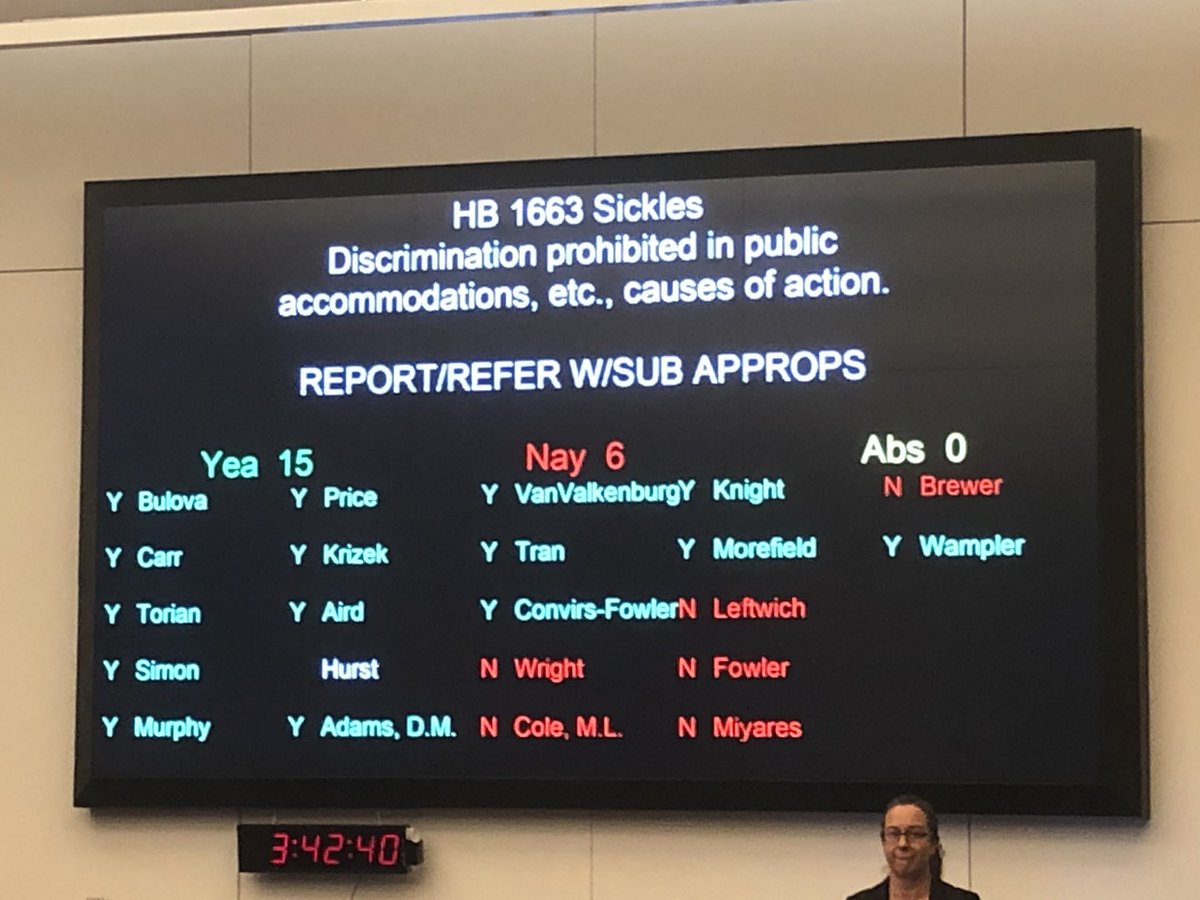 HB 1663 Sickles
Discrimination prohibited in public
accommodations, etc., causes of action.
REPORT/REFER W/SUB APPROPS
Yea 15 Nay 6 Abs 0
Y Bulova Y Price Y VanValkenburgY Knight N Brewer
Y Carr Y Krizek Y Tran Y Morefield Y Wampler
Y Torian Y Aird Y Convirs-FowlerN Leftwich
Y Simon Hurst N Wright N Fowler
Y Murphy Y Adams, D.M. N Cole, M.L. N Miyares
3:42:40